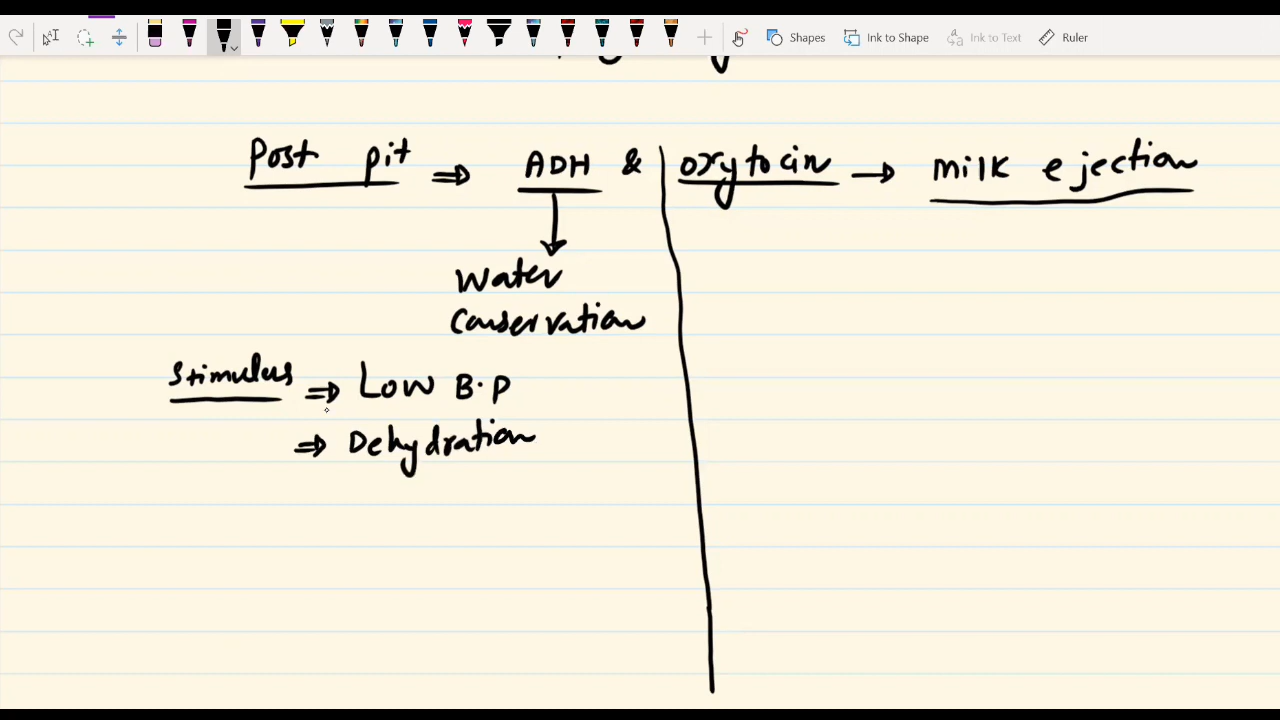 Shapes Ink to Shape Ink to Text Ruler
Post pit ⇒ ADH & oxytocin → milk ejection
Water
Conservation
Stimulus ⇒ Low B.P
⇒ Dehydration